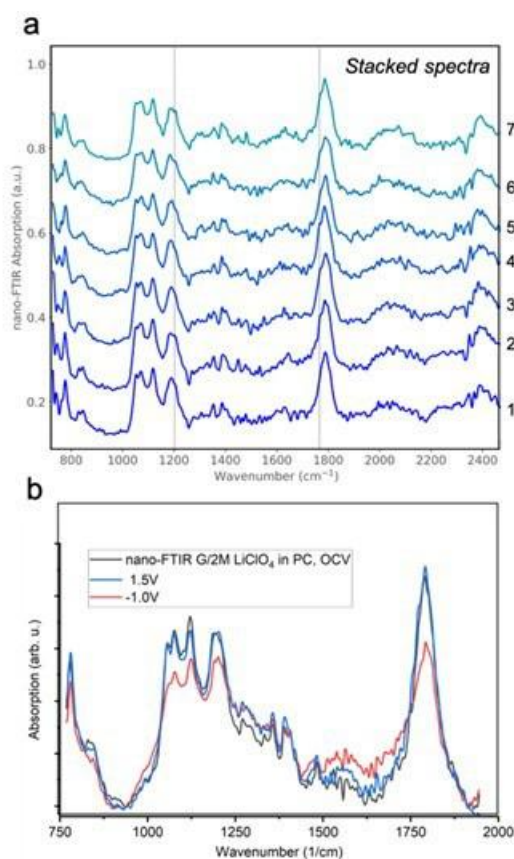 a
Stacked spectra
1.0
0.8
0.6
0.4
0.2
nano-FTIR Absorption (a.u.)
7
6
5
4
3
2
1
800 1000 1200 1400 1600 1800 2000 2200 2400
Wavenumber (cm⁻¹)
b
nano-FTIR G/2M LiClO₄ in PC, OCV
1.5V
-1.0V
Absorption (arb. u.)
750 1000 1250 1500 1750 2000
Wavenumber (1/cm)